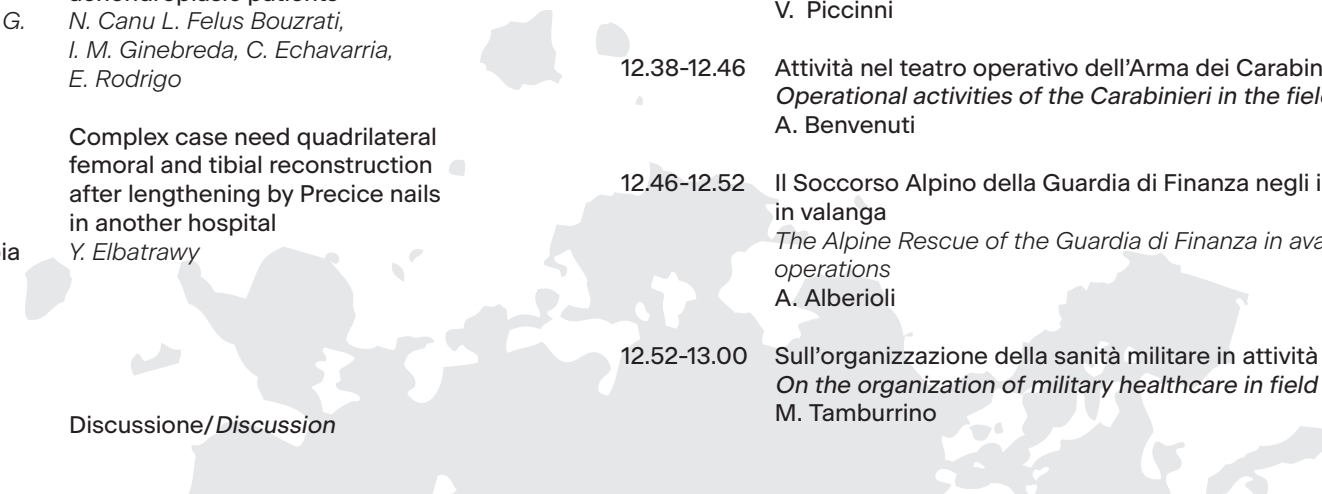 G.
N. Canu L. Felus Bouzrati,
I. M. Ginebreda, C. Echavarria,
E. Rodrigo
Complex case need quadrilateral
femoral and tibial reconstruction
after lengthening by Precice nails
in another hospital
Y. Elbatrawy
Discussione/Discussion
V. Piccinni
12.38-12.46 Attività nel teatro operativo dell'Arma dei
Operational activities of the Carabinieri in the
A. Benvenuti
12.46-12.52 Il Soccorso Alpino della Guardia di Finanza negli
in valanga
The Alpine Rescue of the Guardia di Finanza in
operations
A. Alberioli
12.52-13.00 Sull'organizzazione della sanità militare in attività
On the organization of military healthcare in field
M. Tamburrino